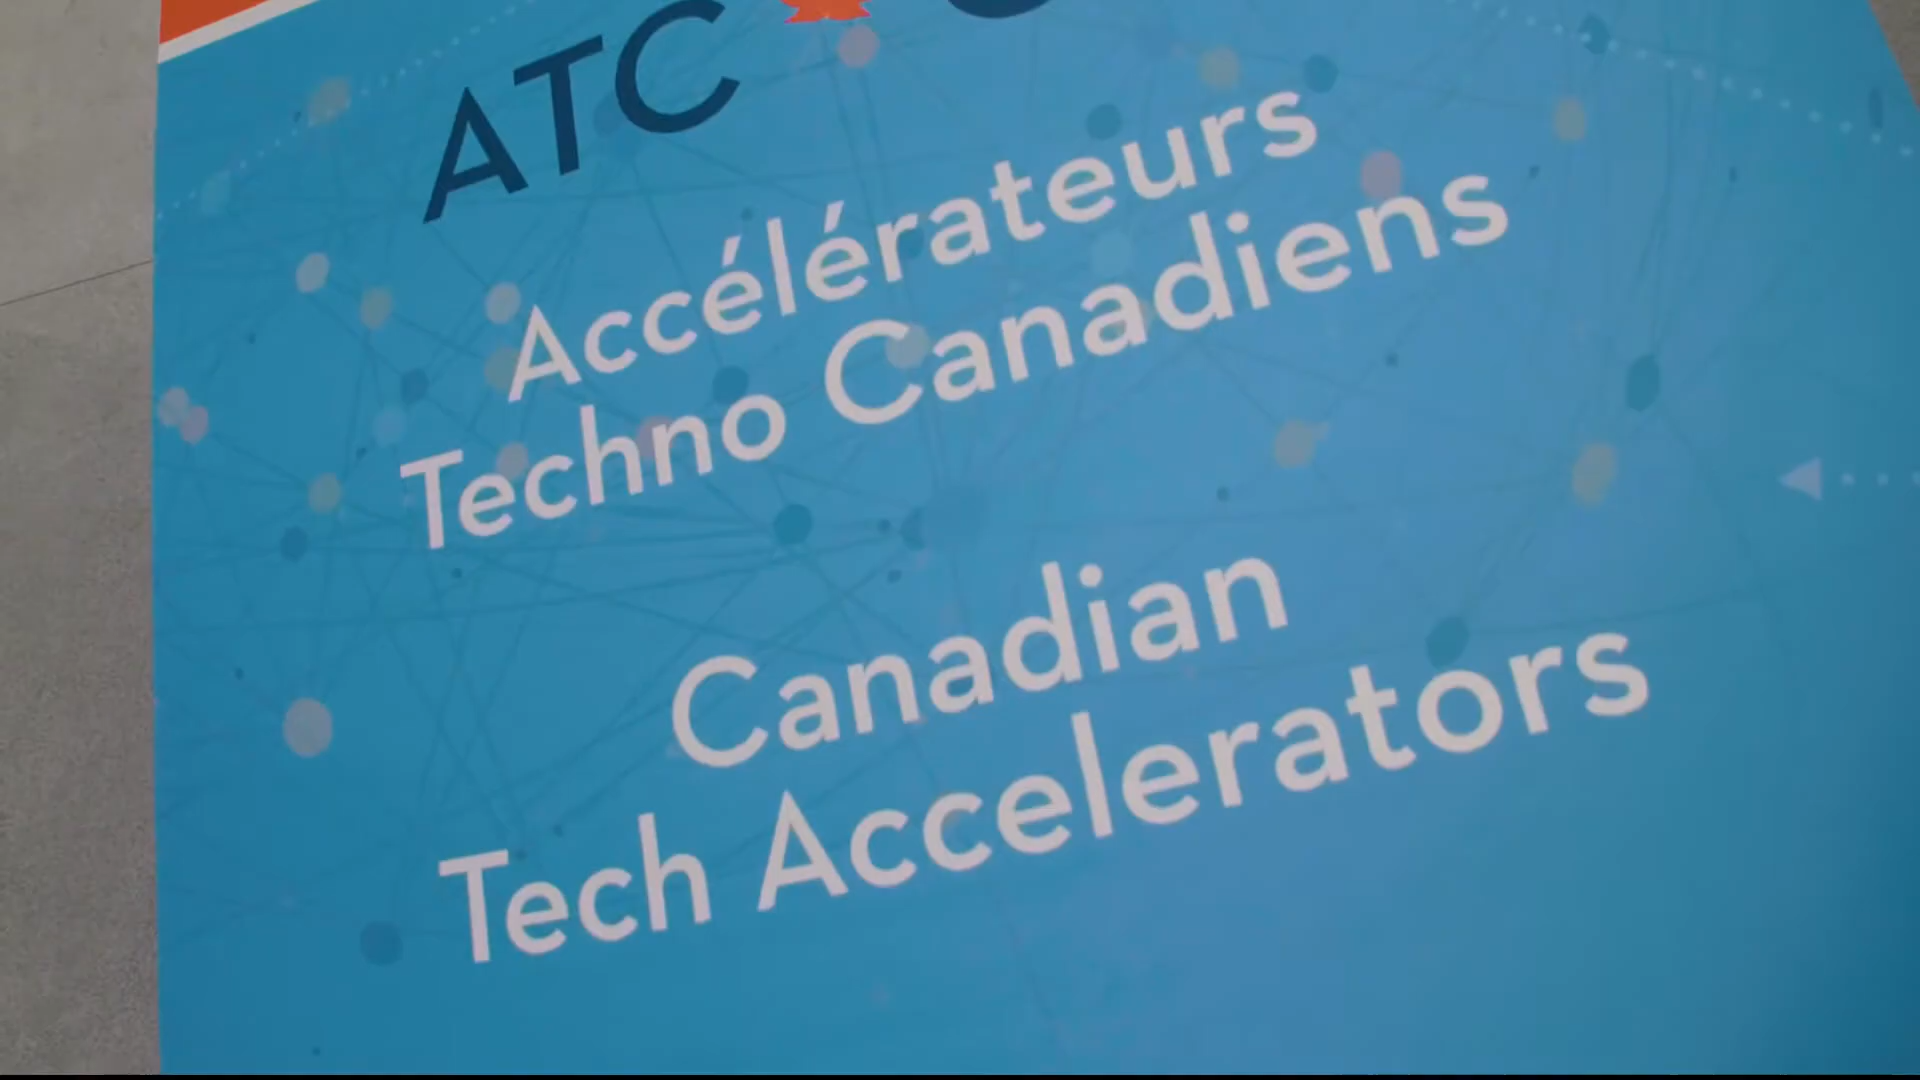 ATC
Accélérateurs
Techno Canadiens
Canadian
Tech Accelerators